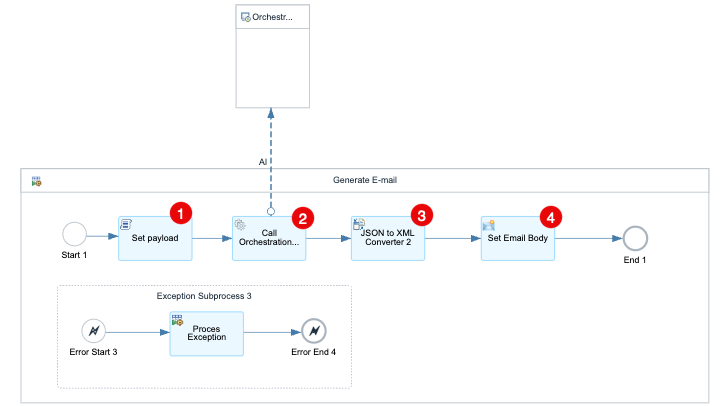 Orchestr...
AI
Generate E-mail
1
2
3
4
Set payload
Call
Orchestration...
JSON to XML
Converter 2
Set Email Body
Start 1
End 1
Exception Subprocess 3
Proces
Exception
Error Start 3
Error End 4